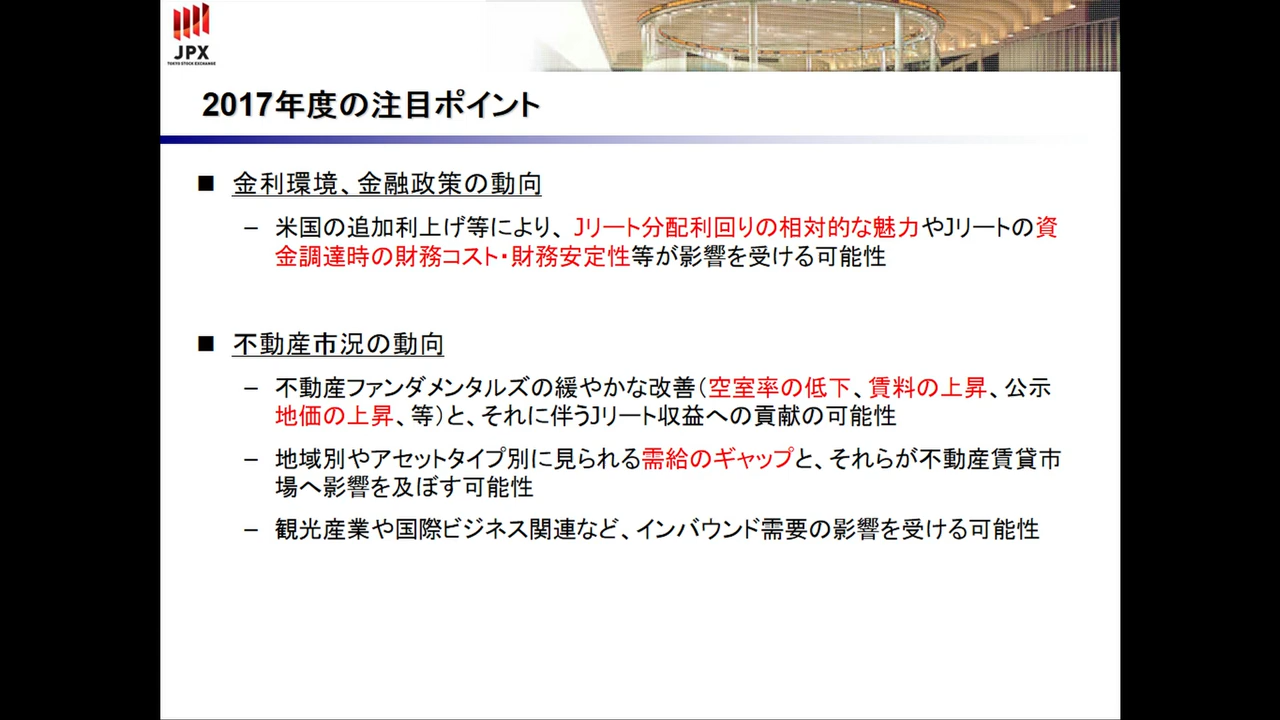 JPX
TOKYO STOCK EXCHANGE
2017年度の注目ポイント
■ 金利環境、金融政策の動向
– 米国の追加利上げ等により、Jリート分配利回りの相対的な魅力やJリートの資
金調達時の財務コスト・財務安定性等が影響を受ける可能性
■ 不動産市況の動向
– 不動産ファンダメンタルズの緩やかな改善（空室率の低下、賃料の上昇、公示
地価の上昇、等）と、それに伴うJリート収益への貢献の可能性
– 地域別やアセットタイプ別に見られる需給のギャップと、それらが不動産賃貸市
場へ影響を及ぼす可能性
– 観光産業や国際ビジネス関連など、インバウンド需要の影響を受ける可能性